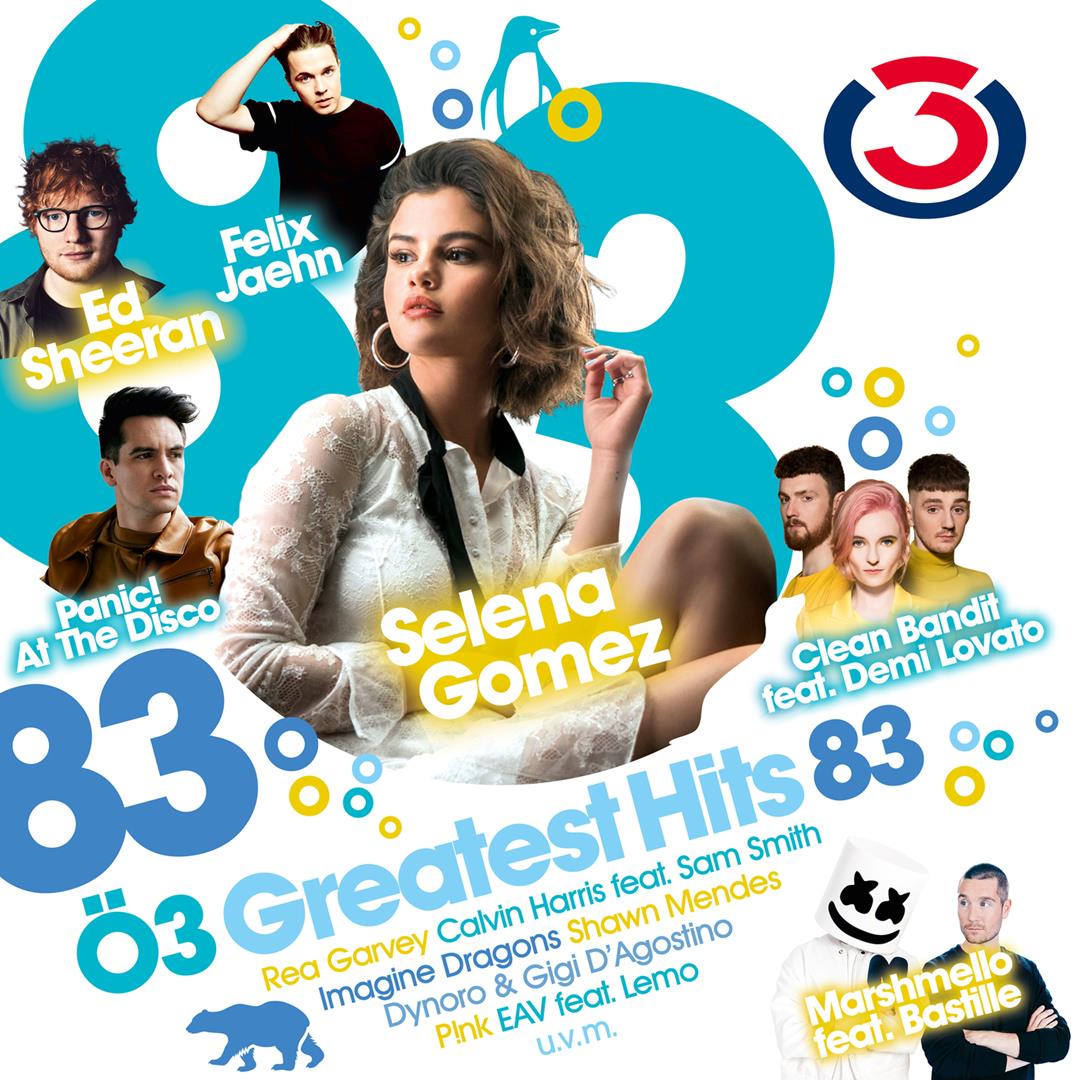 83
3
Felix
Jaehn
Ed
Sheeran
Panic!
At The Disco
Selena
Gomez
Clean Bandit
feat. Demi Lovato
83
Ö3 Greatest Hits 83
Rea Garvey Calvin Harris feat. Sam Smith
Imagine Dragons Shawn Mendes
Dynoro & Gigi D'Agostino
P!nk EAV feat. Lemo
u.v.m.
Marshmello
feat. Bastille